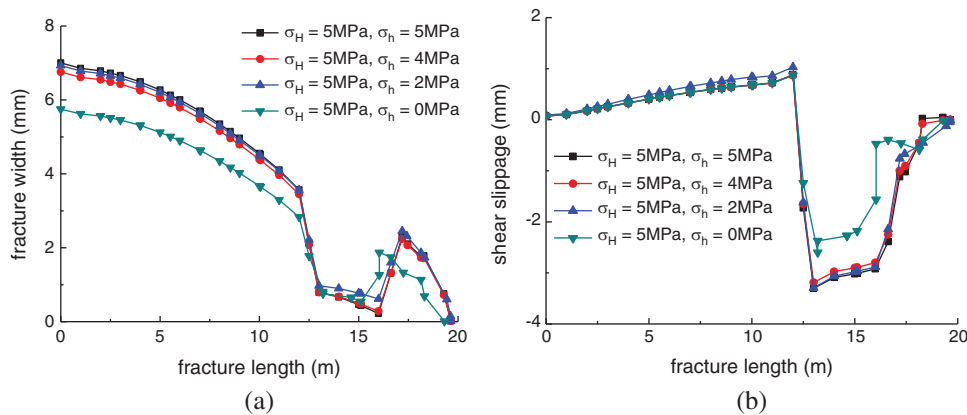 8
6
4
2
0
fracture width (mm)
0 5 10 15 20
fracture length (m)
σH = 5MPa, σh = 5MPa
σH = 5MPa, σh = 4MPa
σH = 5MPa, σh = 2MPa
σH = 5MPa, σh = 0MPa
(a)
2
0
-2
-4
shear slippage (mm)
0 5 10 15 20
fracture length (m)
σH = 5MPa, σh = 5MPa
σH = 5MPa, σh = 4MPa
σH = 5MPa, σh = 2MPa
σH = 5MPa, σh = 0MPa
(b)